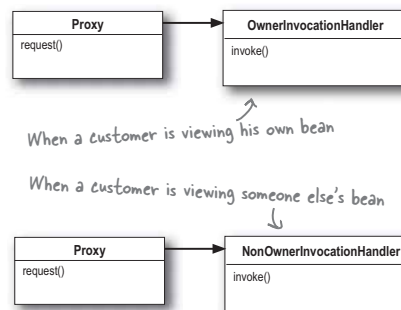 Proxy
request()
OwnerInvocationHandler
invoke()
When a customer is viewing his own bean
When a customer is viewing someone else's bean
Proxy
request()
NonOwnerInvocationHandler
invoke()